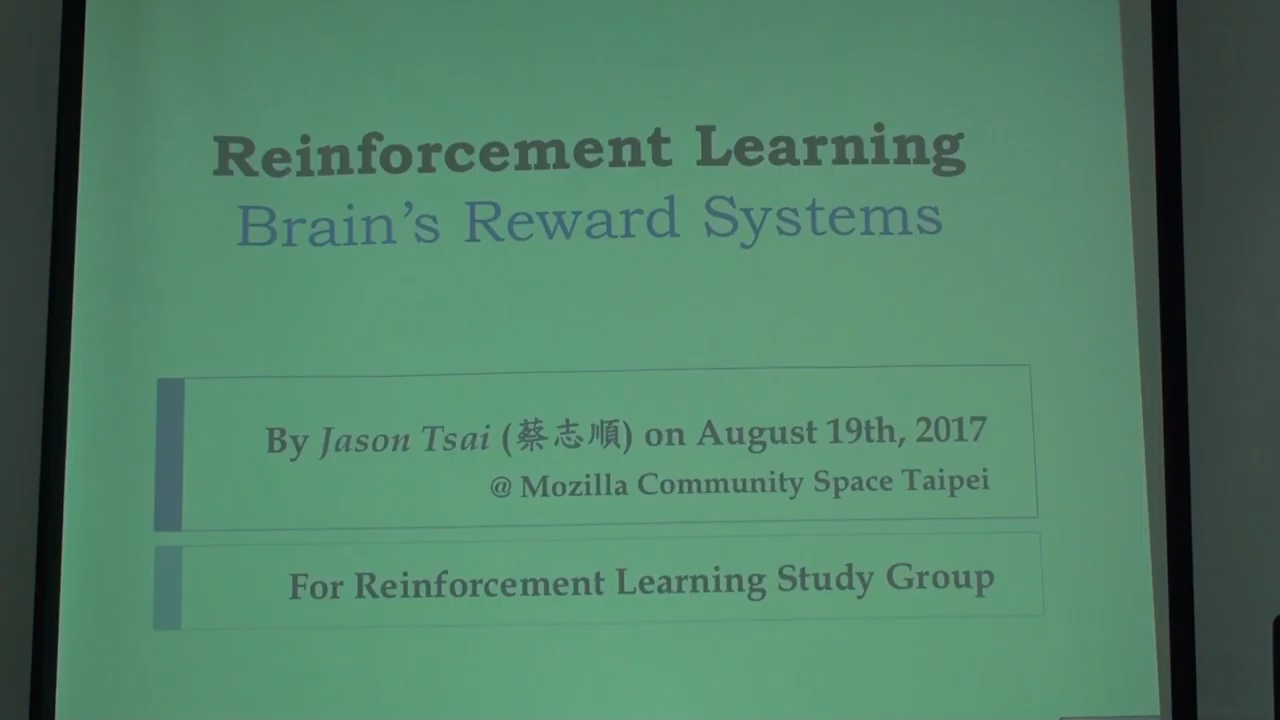 Reinforcement Learning
Brain's Reward Systems
By Jason Tsai (蔡志順) on August 19th, 2017
@ Mozilla Community Space Taipei
For Reinforcement Learning Study Group